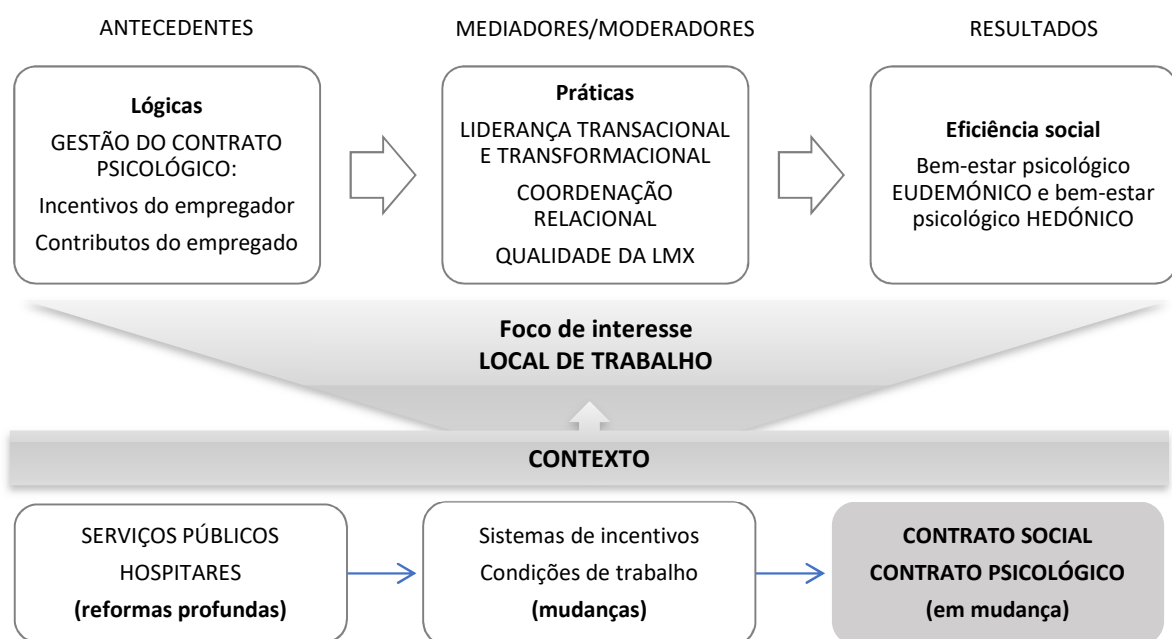 ANTECEDENTES
MEDIADORES/MODERADORES
RESULTADOS
Lógicas
GESTÃO DO CONTRATO
PSICOLÓGICO:
Incentivos do empregador
Contributos do empregado
Práticas
LIDERANÇA TRANSACIONAL
E TRANSFORMACIONAL
COORDENAÇÃO
RELACIONAL
QUALIDADE DA LMX
Eficiência social
Bem-estar psicológico
EUDEMÓNICO e bem-estar
psicológico HEDÓNICO
Foco de interesse
LOCAL DE TRABALHO
CONTEXTO
SERVIÇOS PÚBLICOS
HOSPITARES
(reformas profundas)
Sistemas de incentivos
Condições de trabalho
(mudanças)
CONTRATO SOCIAL
CONTRATO PSICOLÓGICO
(em mudança)